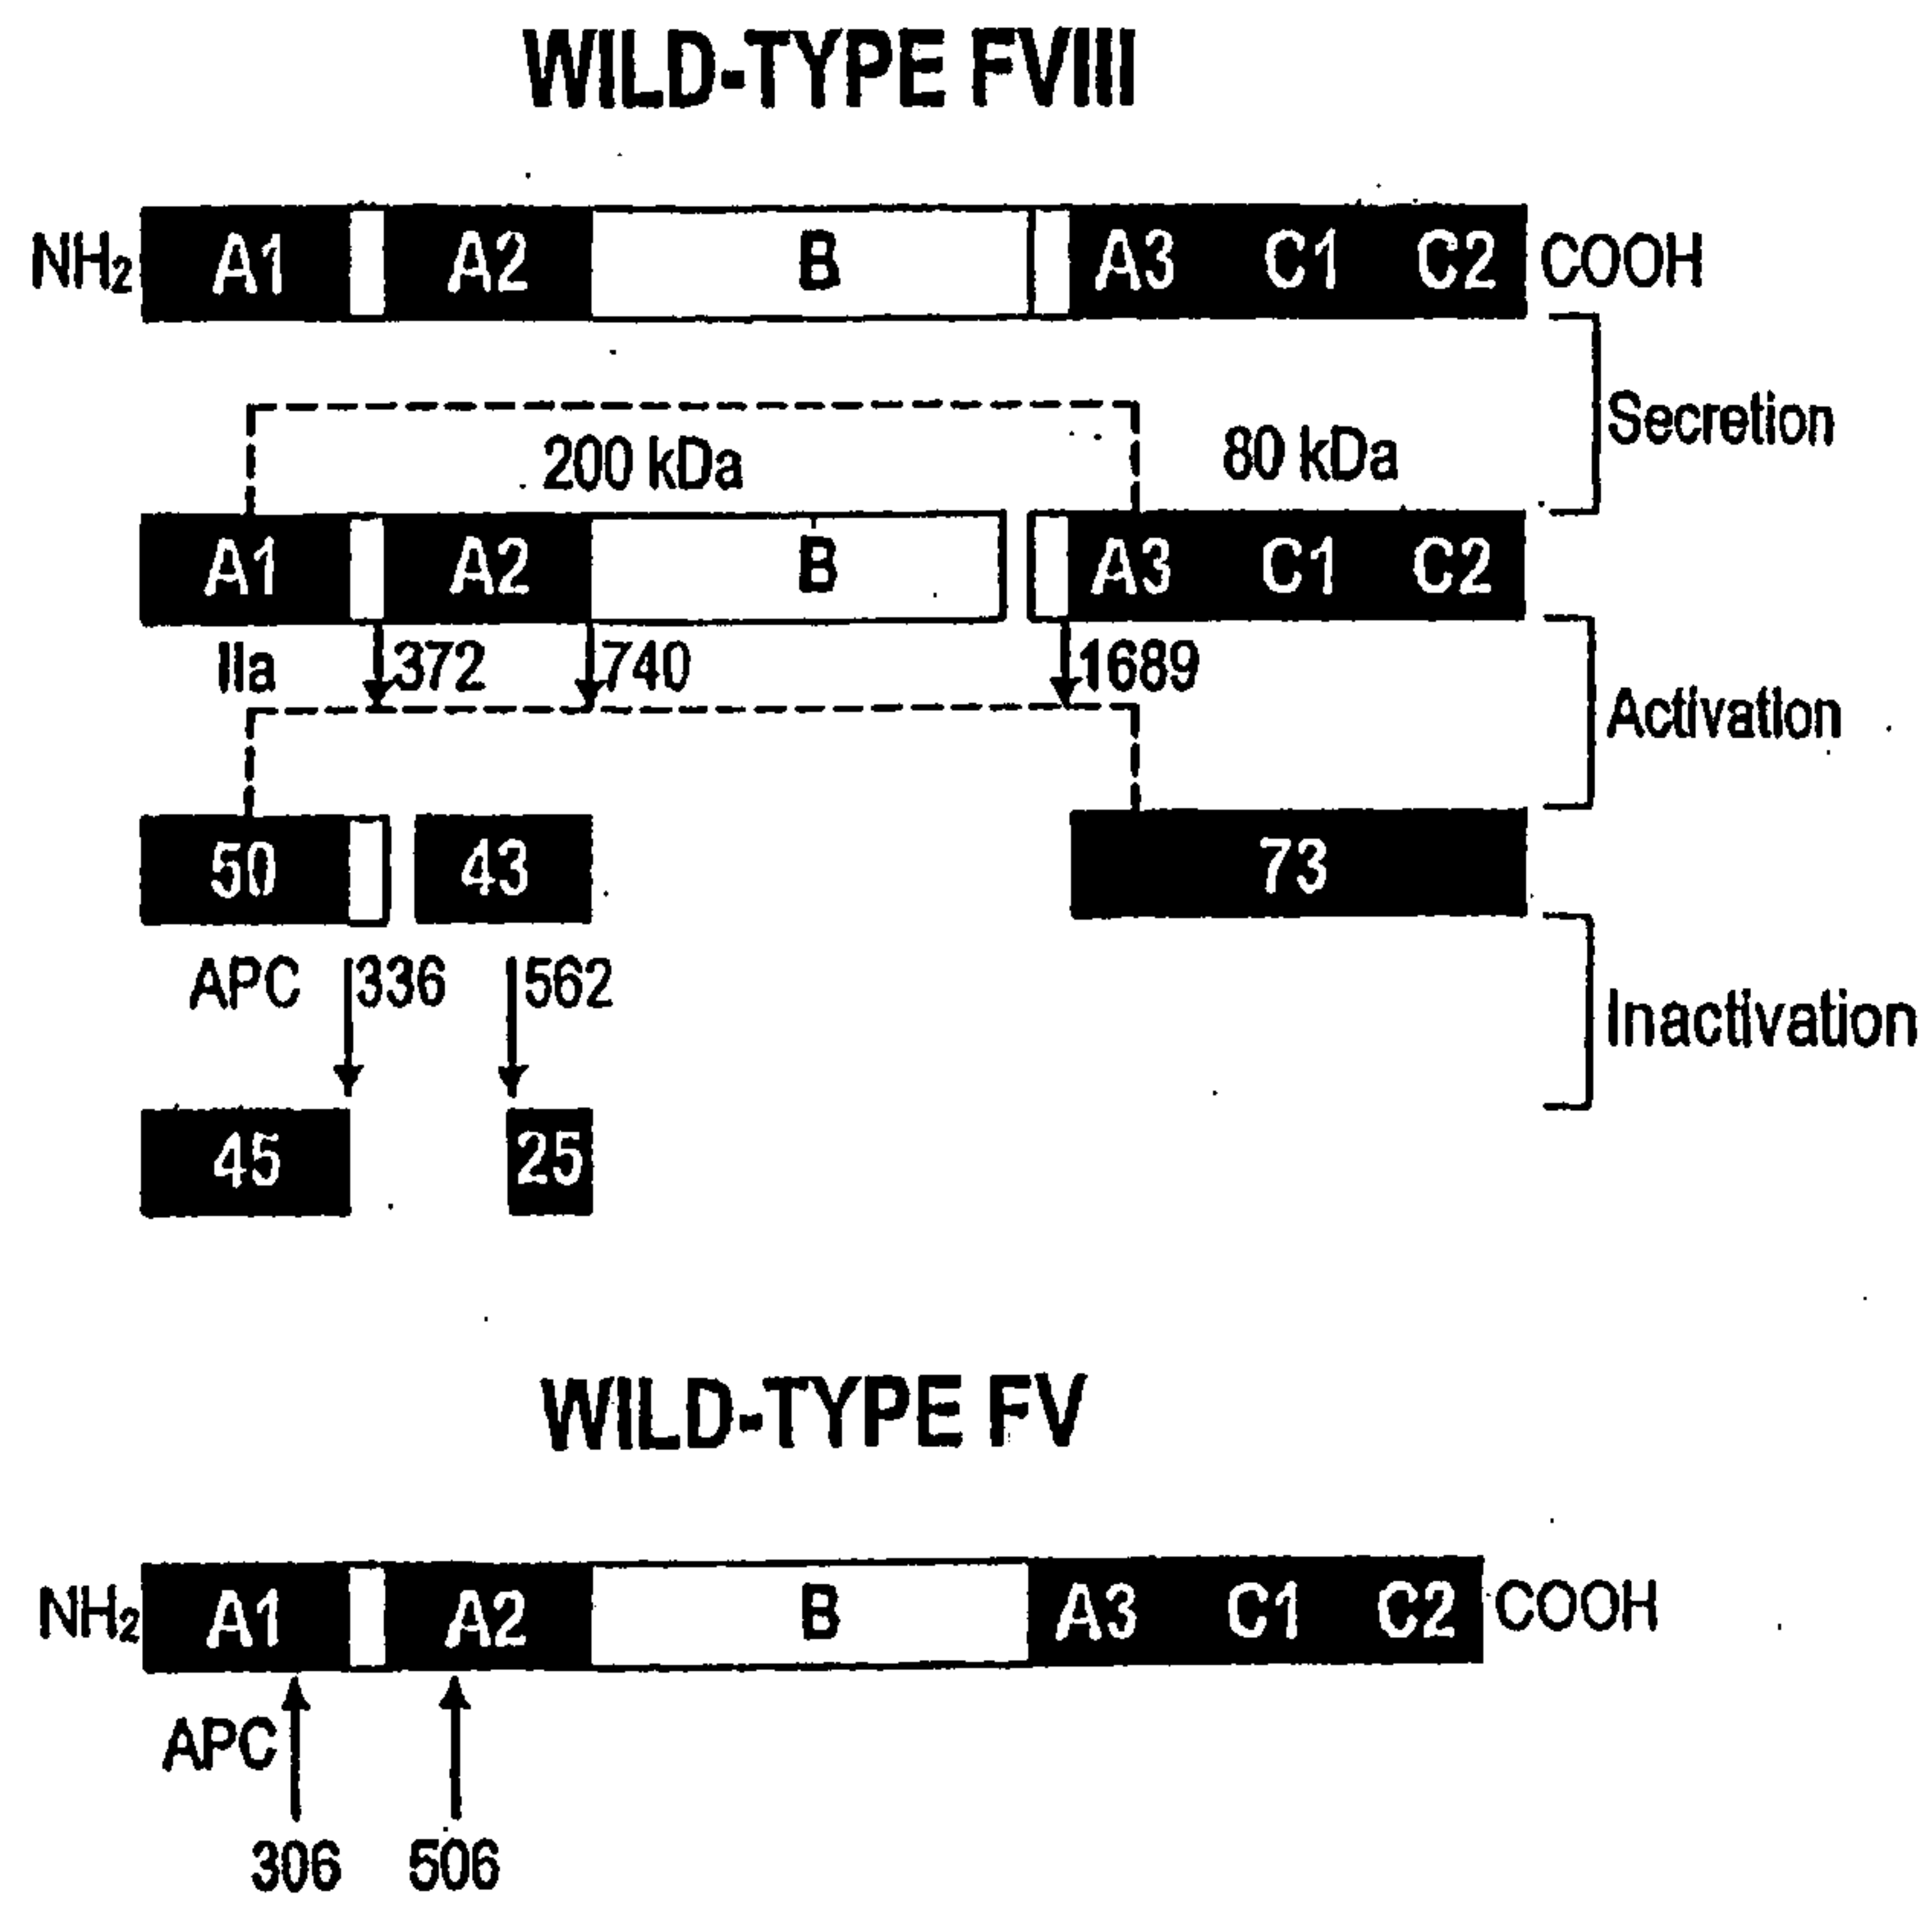 WILD-TYPE FVIII
NH2 A1 A2 B A3 C1 C2 COOH
Secretion
200 kDa 80 kDa
A1 A2 B A3 C1 C2
IIa 372 740 1689
Activation
50 43 73
APC 336 562
Inactivation
45 25
WILD-TYPE FV
NH2 A1 A2 B A3 C1 C2 COOH
APC
306 506